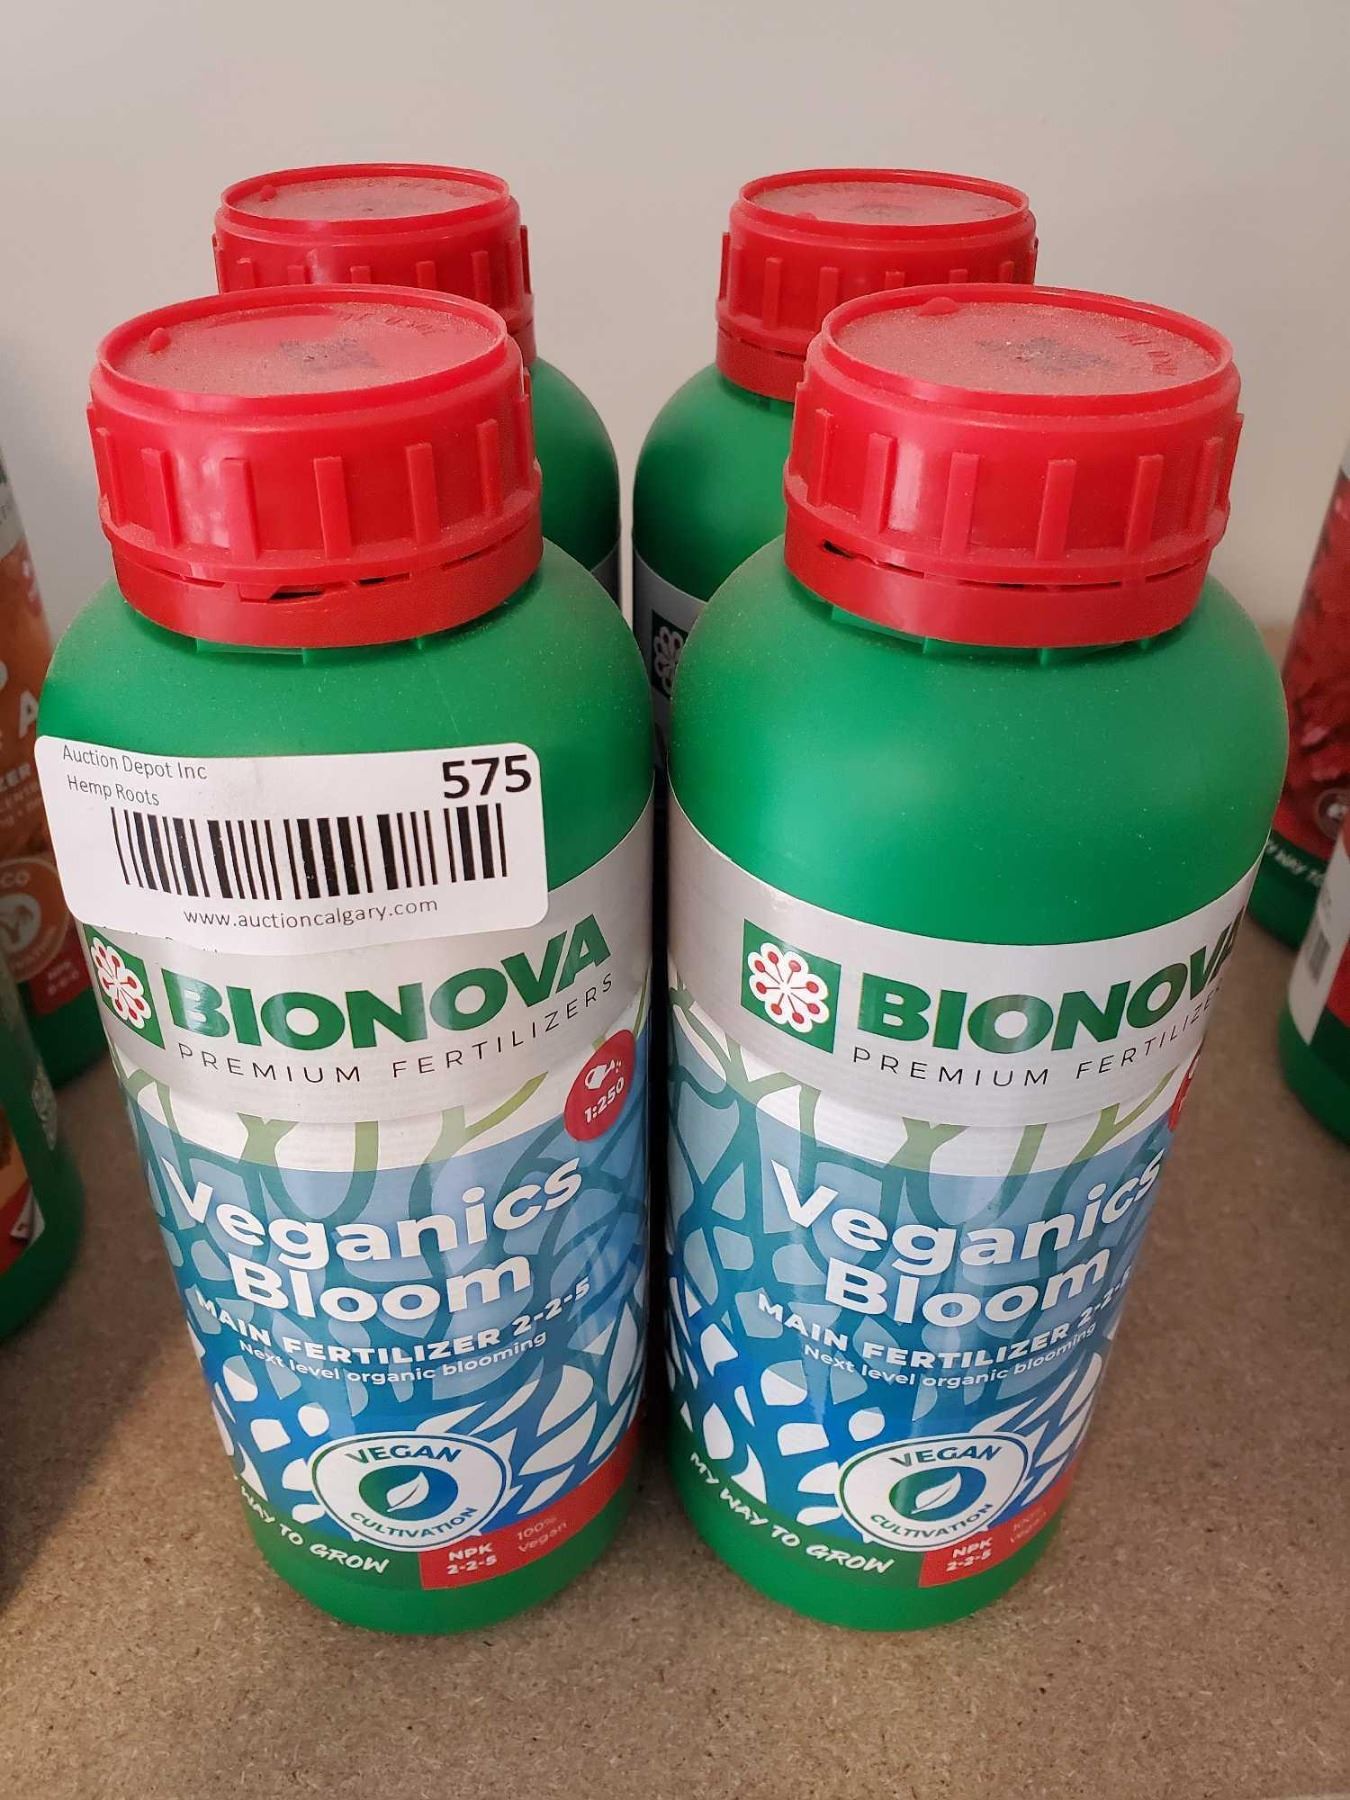 Auction Depot Inc
575
Hemp Roots
www.auctioncalgary.com
BIONOVA
PREMIUM FERTILIZERS
1:250
Veganics
Bloom
MAIN FERTILIZER 2-2-5
Next level organic blooming
VEGAN
CULTIVATION
WAY TO GROW
NPK
2-2-5
100%
vegan
BIONOVA
PREMIUM FERTILIZ
Veganics
Bloom
MAIN FERTILIZER 2-2-5
Next level organic blooming
VEGAN
CULTIVATION
MY WAY TO GROW
NPK
2-2-5
100%
vegan